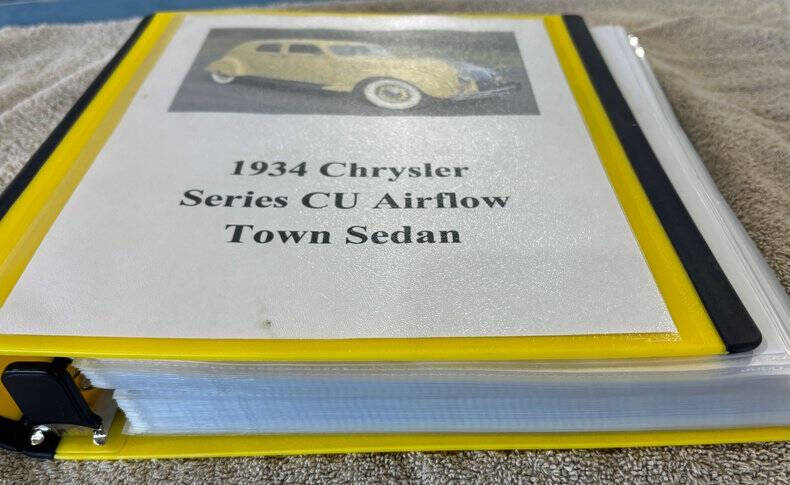 1934 Chrysler
Series CU Airflow
Town Sedan